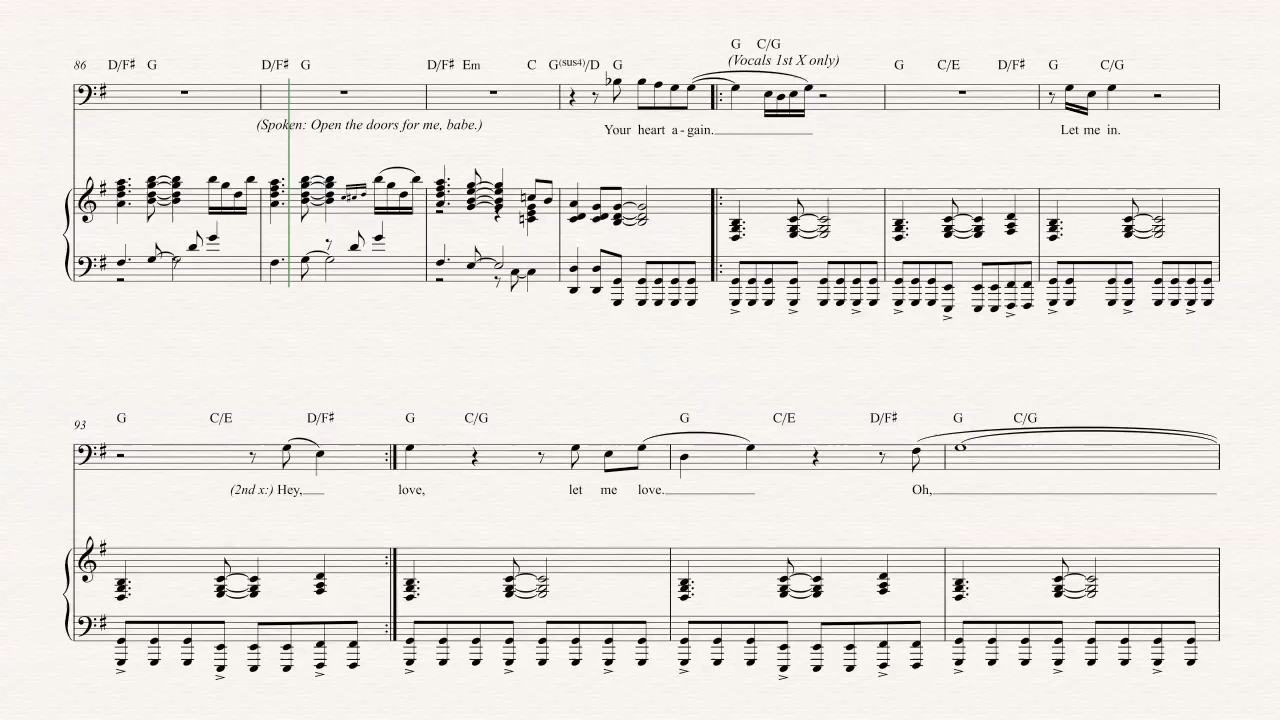 G C/G
86 D/F♯ G D/F♯ G D/F♯ Em C G(sus4)/D G (Vocals 1st X only) G C/E D/F♯ G C/G
(Spoken: Open the doors for me, babe.) Your heart a - gain. Let me in.
93 G C/E D/F♯ G C/G G C/E D/F♯ G C/G
(2nd x:) Hey, love, let me love. Oh,